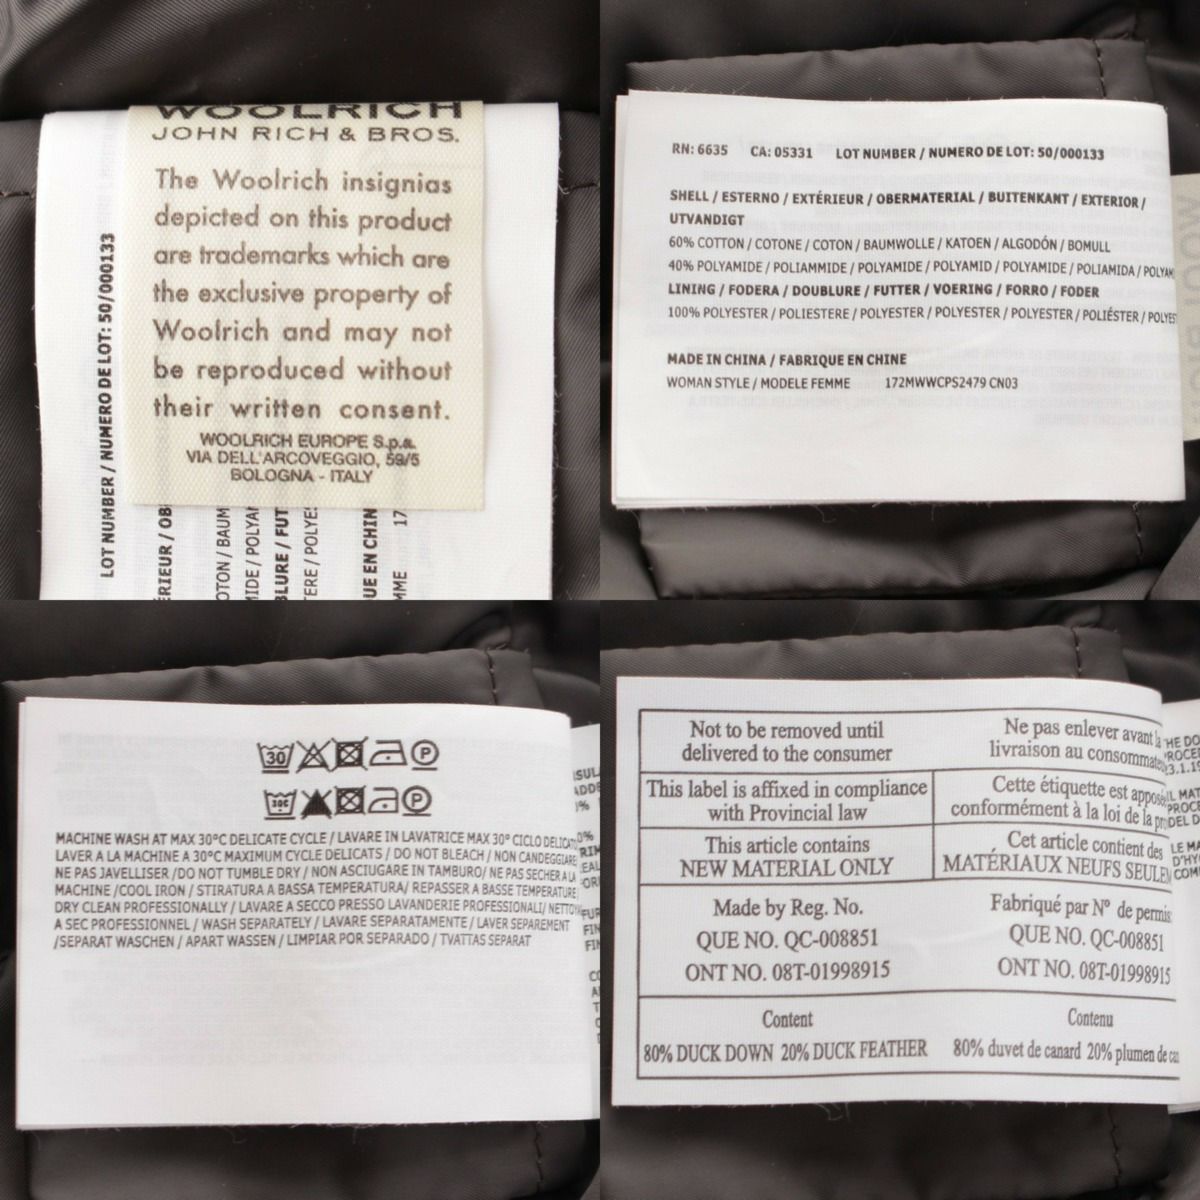 WOOLRICH
JOHN RICH & BROS.
The Woolrich insignias
depicted on this product
are trademarks which are
the exclusive property of
Woolrich and may not
be reproduced without
their written consent.
WOOLRICH EUROPE S.p.a.
VIA DELL'ARCOVEGGIO, 59/5
BOLOGNA - ITALY
LOT NUMBER / NUMERO DE LOT: 50/000133
RN: 6635 CA: 05331 LOT NUMBER / NUMERO DE LOT: 50/000133
SHELL / ESTERNO / EXTÉRIEUR / OBERMATERIAL / BUITENKANT / EXTERIOR /
UTVANDIGT
60% COTTON / COTONE / COTON / BAUMWOLLE / KATOEN / ALGODÓN / BOMULL
40% POLYAMIDE / POLIAMMIDE / POLYAMIDE / POLYAMID / POLYAMIDE / POLIAMIDA / POLYAM
LINING / FODERA / DOUBLURE / FUTTER / VOERING / FORRO / FODER
100% POLYESTER / POLIESTERE / POLYESTER / POLYESTER / POLYESTER / POLIÉSTER / POLYES
MADE IN CHINA / FABRIQUE EN CHINE
WOMAN STYLE / MODELE FEMME 172MWWCPS2479 CN03
30 P
30C P
MACHINE WASH AT MAX 30°C DELICATE CYCLE / LAVARE IN LAVATRICE MAX 30° CICLO DELICAT
LAVER A LA MACHINE A 30°C MAXIMUM CYCLE DELICATS / DO NOT BLEACH / NON CANDEGGIARE
NE PAS JAVELLISER /DO NOT TUMBLE DRY / NON ASCIUGARE IN TAMBURO/ NE PAS SECHER A LA
MACHINE /COOL IRON / STIRATURA A BASSA TEMPERATURA/ REPASSER A BASSE TEMPERATURE
DRY CLEAN PROFESSIONALLY / LAVARE A SECCO PRESSO LAVANDERIE PROFESSIONALI/ NETTOY
A SEC PROFESSIONNEL / WASH SEPARATELY / LAVARE SEPARATAMENTE / LAVER SEPAREMENT
/SEPARAT WASCHEN / APART WASSEN / LIMPIAR POR SEPARADO / TVATTAS SEPARAT
Not to be removed until
delivered to the consumer
Ne pas enlever avant la
livraison au consommate
This label is affixed in compliance
with Provincial law
Cette étiquette est apposé
conformément à la loi de la pr
This article contains
NEW MATERIAL ONLY
Cet article contient des
MATÉRIAUX NEUFS SEULEM
Made by Reg. No.
QUE NO. QC-008851
ONT NO. 08T-01998915
Fabriqué par N° de permis
QUE NO. QC-008851
ONT NO. 08T-01998915
Content
80% DUCK DOWN 20% DUCK FEATHER
Contenu
80% duvet de canard 20% plumen de ca